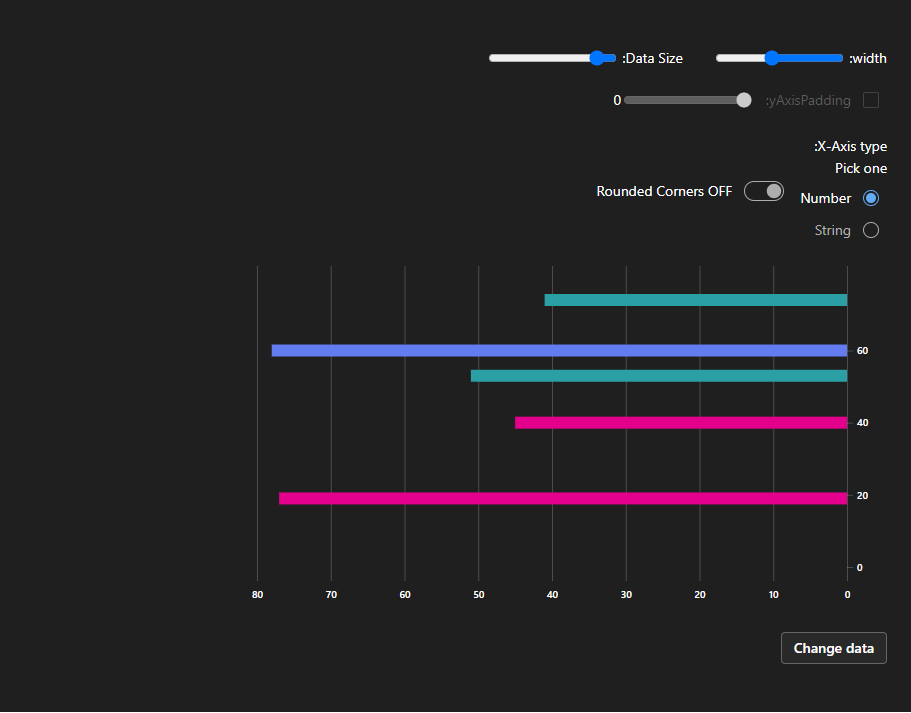 :width
:Data Size
:yAxisPadding
0
:X-Axis type
Pick one
Number
Rounded Corners OFF
String
60
40
20
0
80 70 60 50 40 30 20 10 0
Change data